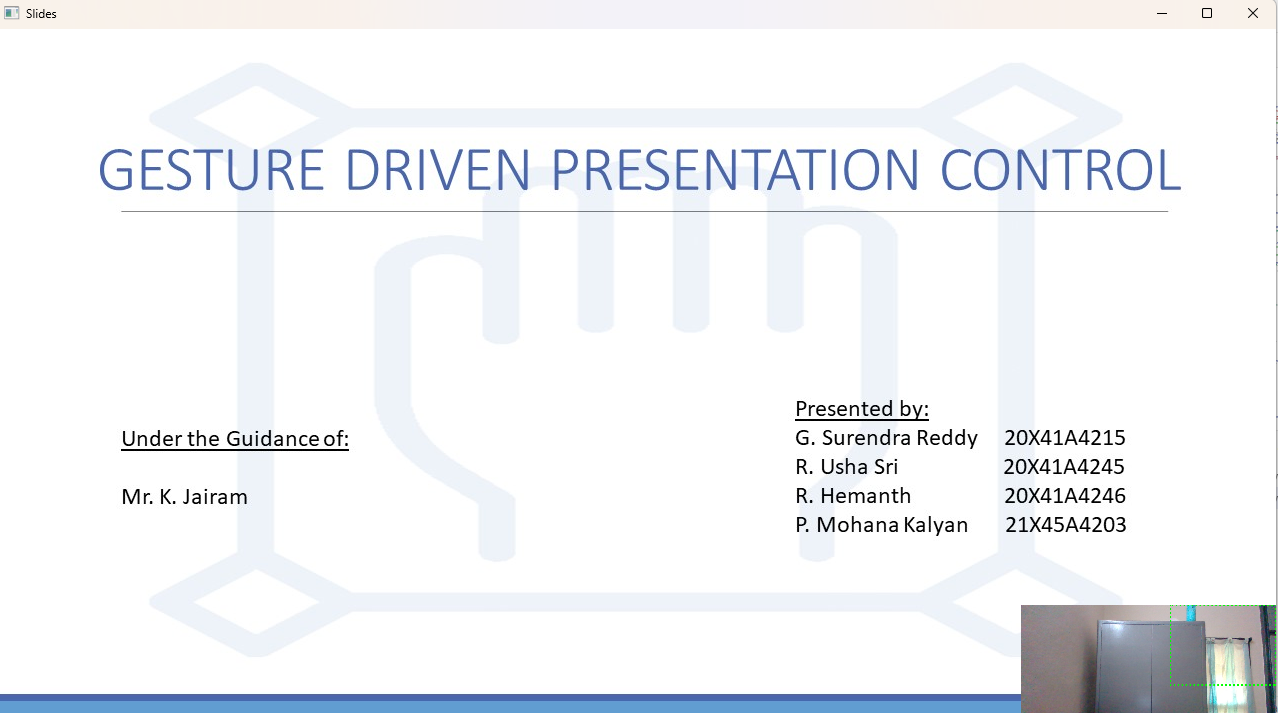 Slides
GESTURE DRIVEN PRESENTATION CONTROL
Under the Guidance of:
Mr. K. Jairam
Presented by:
G. Surendra Reddy 20X41A4215
R. Usha Sri 20X41A4245
R. Hemanth 20X41A4246
P. Mohana Kalyan 21X45A4203